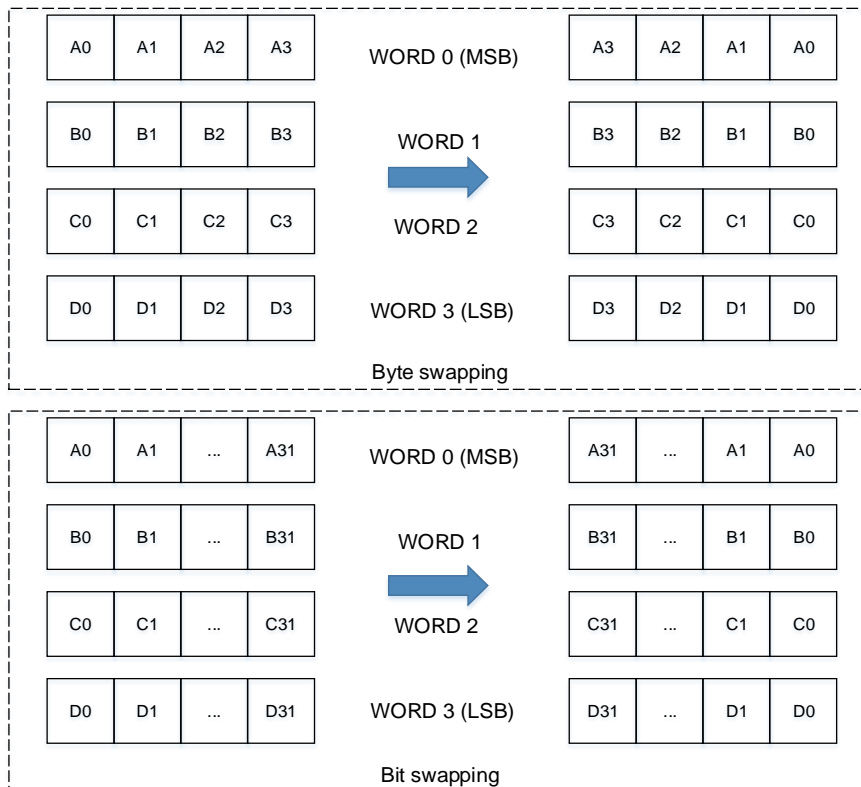 A0 A1 A2 A3 WORD 0 (MSB) A3 A2 A1 A0
B0 B1 B2 B3 WORD 1 B3 B2 B1 B0
C0 C1 C2 C3 WORD 2 C3 C2 C1 C0
D0 D1 D2 D3 WORD 3 (LSB) D3 D2 D1 D0
Byte swapping
A0 A1 ... A31 WORD 0 (MSB) A31 ... A1 A0
B0 B1 ... B31 WORD 1 B31 ... B1 B0
C0 C1 ... C31 WORD 2 C31 ... C1 C0
D0 D1 ... D31 WORD 3 (LSB) D31 ... D1 D0
Bit swapping